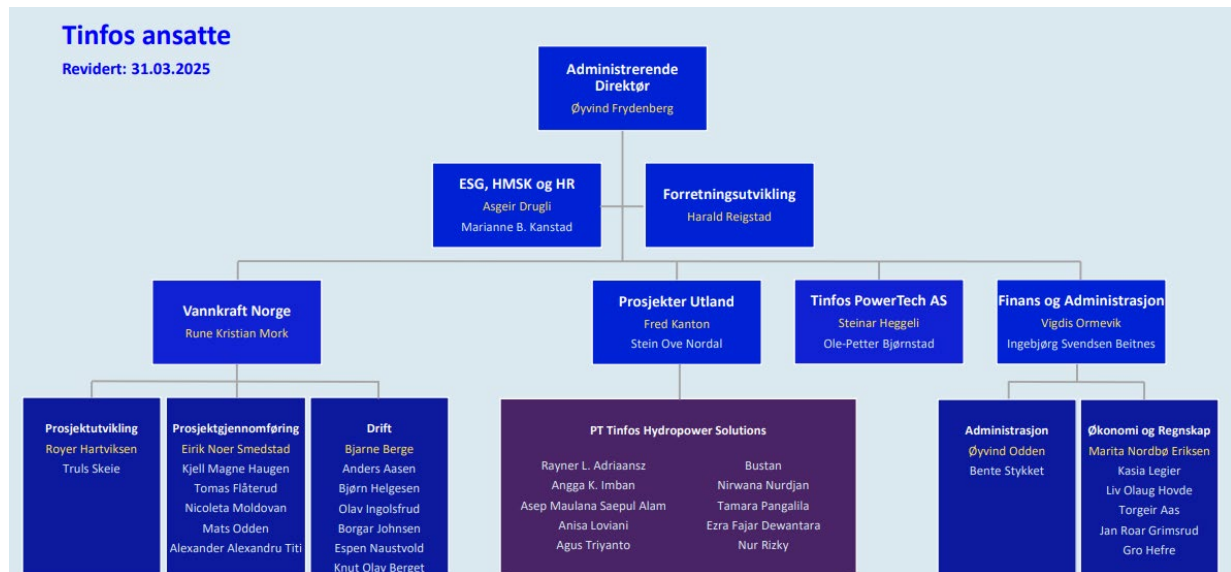 Tinfos ansatte
Revidert: 31.03.2025
Administrerende
Direktør
Øyvind Frydenberg
ESG, HMSK og HR
Asgeir Drugli
Marianne B. Kanstad
Forretningsutvikling
Harald Reigstad
Vannkraft Norge
Rune Kristian Mork
Prosjekter Utland
Fred Kanton
Stein Ove Nordal
Tinfos PowerTech AS
Steinar Heggeli
Ole-Petter Bjørnstad
Finans og Administrasjon
Vigdis Ormevik
Ingebjørg Svendsen Beitnes
Prosjektutvikling
Royer Hartviksen
Truls Skeie
Prosjektgjennomføring
Eirik Noer Smedstad
Kjell Magne Haugen
Tomas Flåterud
Nicoleta Moldovan
Mats Odden
Alexander Alexandru Titi
Drift
Bjarne Berge
Anders Aasen
Bjørn Helgesen
Olav Ingolsfrud
Borgar Johnsen
Espen Naustvold
Knut Olav Berget
PT Tinfos Hydropower Solutions
Rayner L. Adriaansz
Angga K. Imban
Asep Maulana Saepul Alam
Anisa Loviani
Agus Triyanto
Bustan
Nirwana Nurdjan
Tamara Pangalila
Ezra Fajar Dewantara
Nur Rizky
Administrasjon
Øyvind Odden
Bente Stykket
Økonomi og Regnskap
Marita Nordbø Eriksen
Kasia Legier
Liv Olaug Hovde
Torgeir Aas
Jan Roar Grimsrud
Gro Hefre